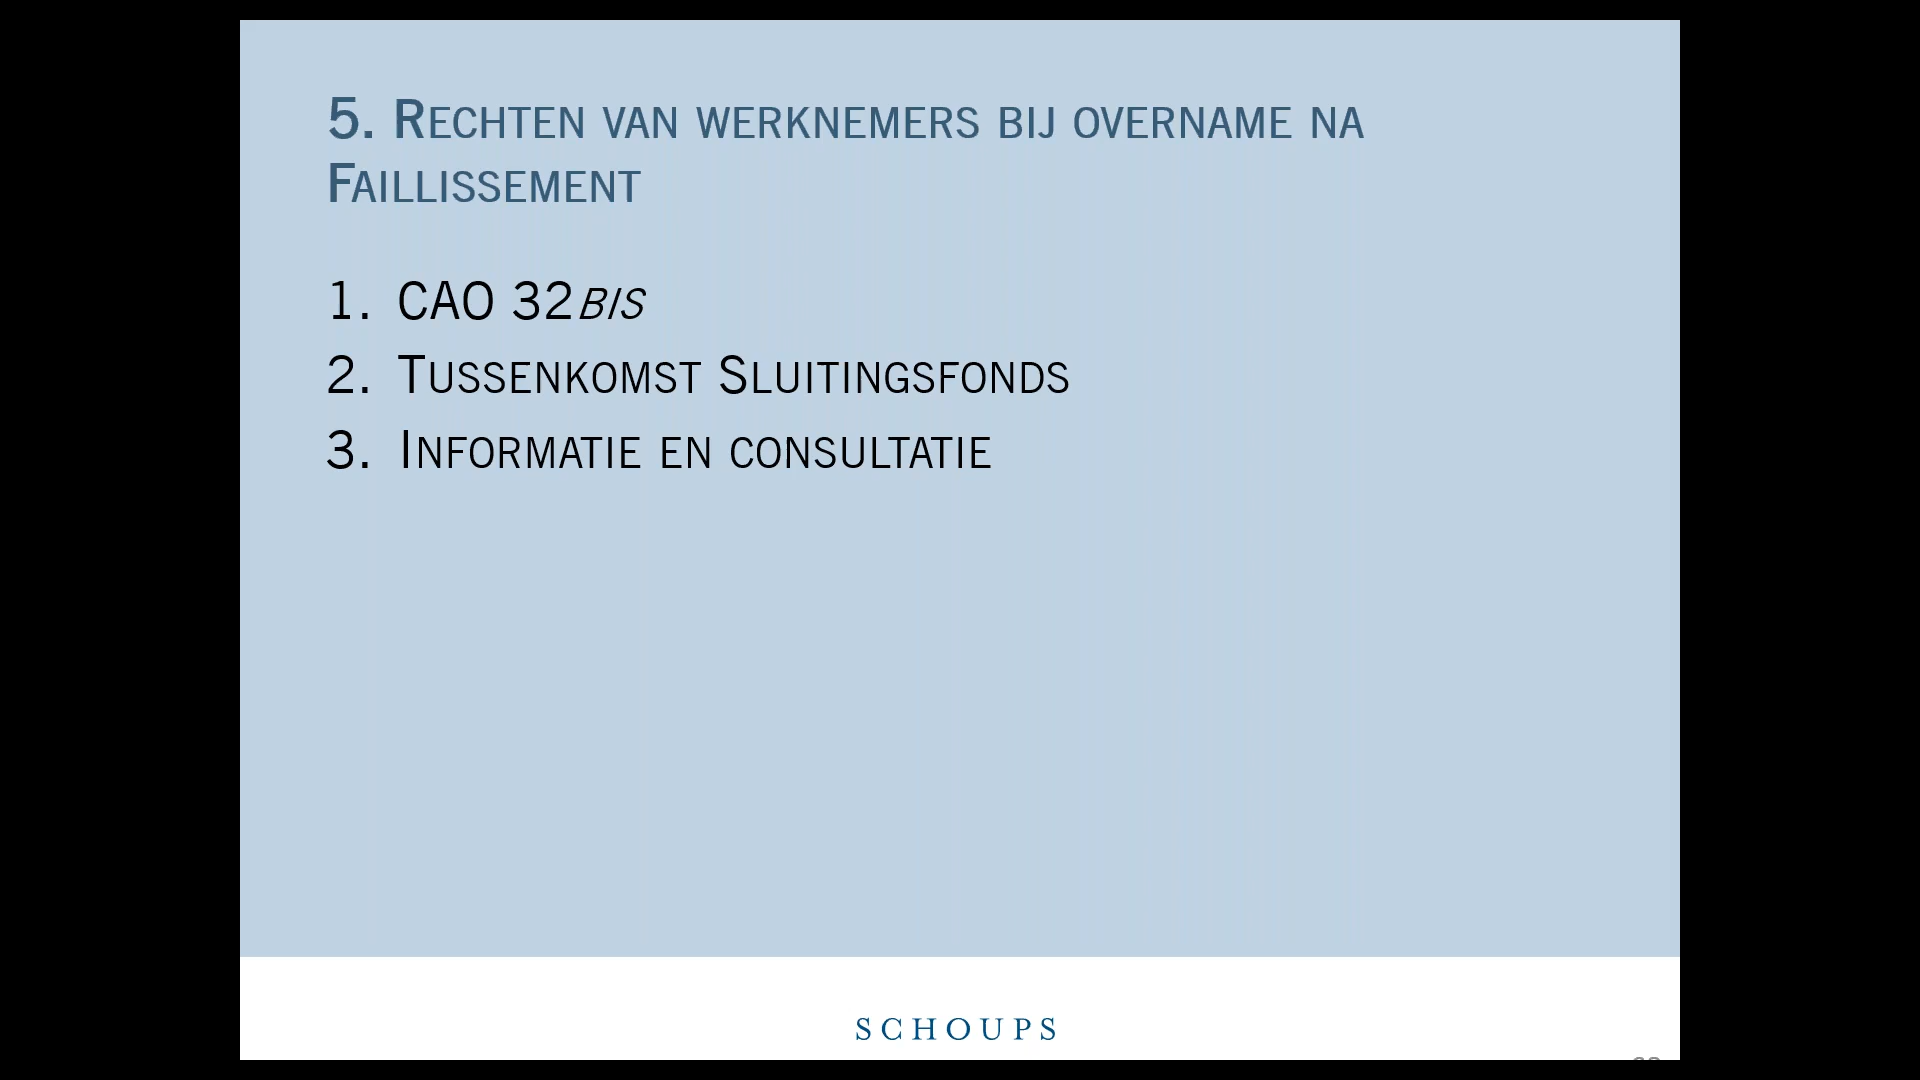 5. Rechten van werknemers bij overname na
Faillissement
1. CAO 32bis
2. Tussenkomst Sluitingsfonds
3. Informatie en consultatie
SCHOUPS